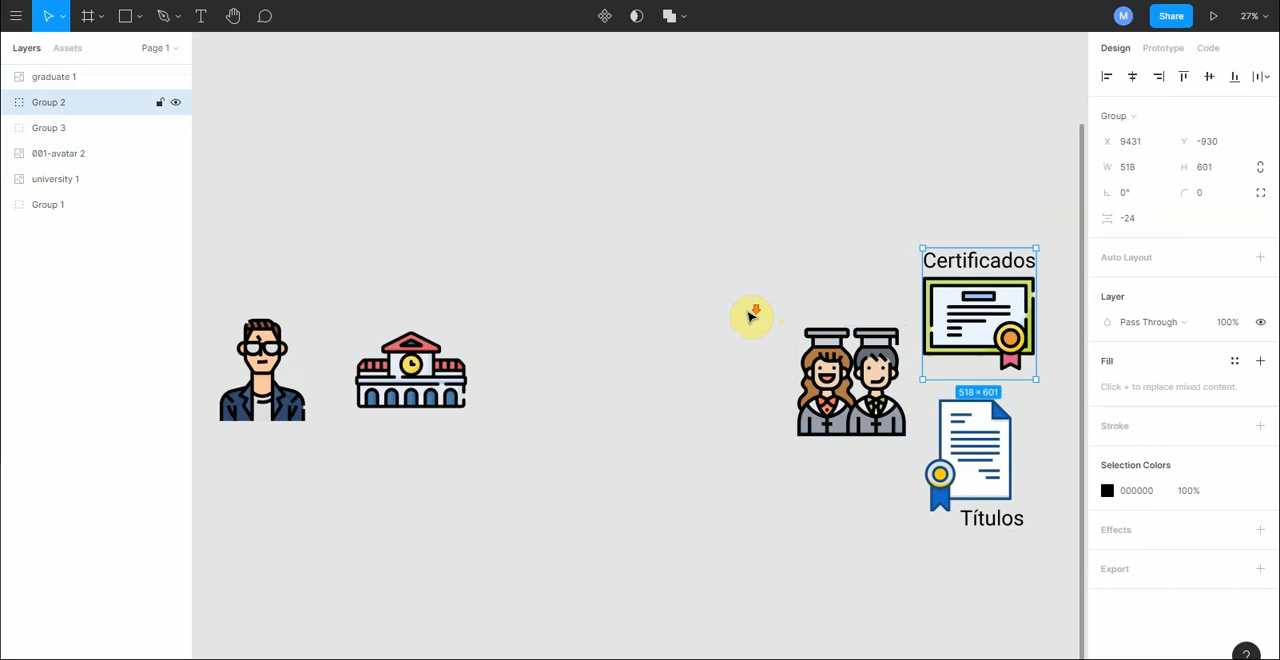 M
Share
27%
Layers
Assets
Page 1
graduate 1
Group 2
Group 3
001-avatar 2
university 1
Group 1
Certificados
518 × 601
Títulos
Design
Prototype
Code
Group
X 9431
Y -930
W 518
H 601
0°
0
-24
Auto Layout
Layer
Pass Through
100%
Fill
Click + to replace mixed content.
Stroke
Selection Colors
000000
100%
Effects
Export
?